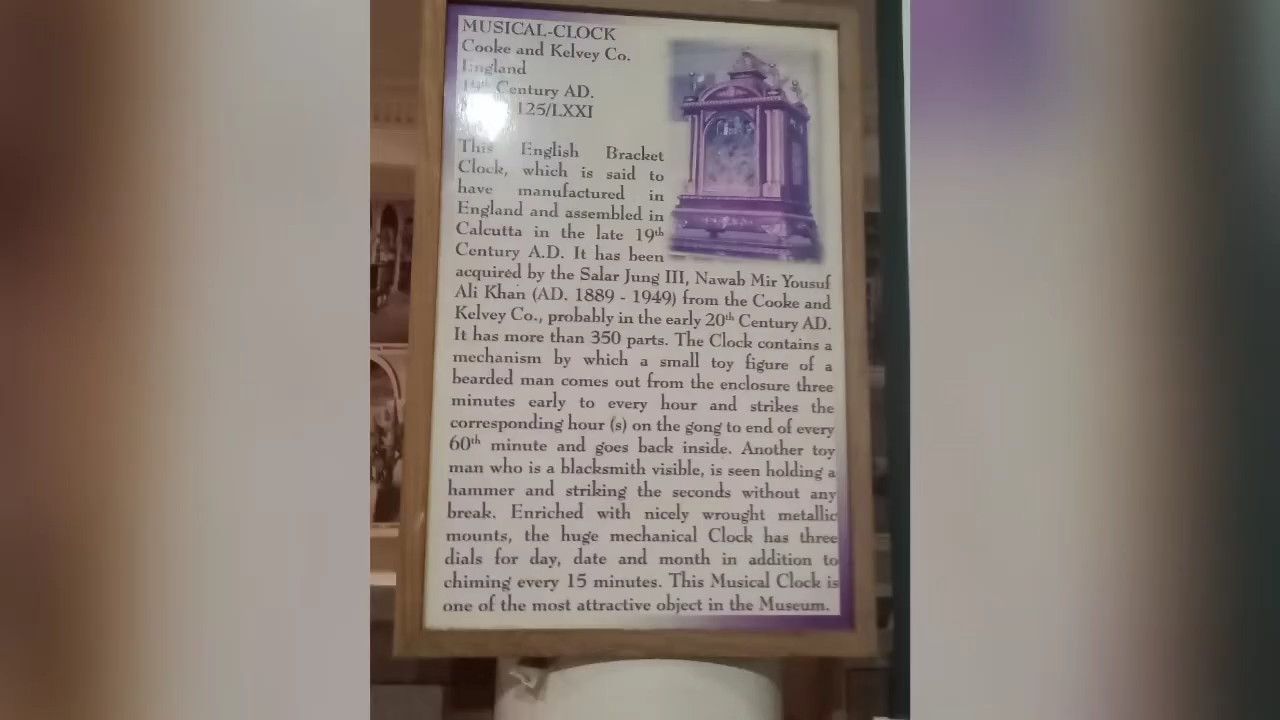 MUSICAL-CLOCK
Cooke and Kelvey Co.
England
19th Century AD.
125/LXXI
This English Bracket
Clock, which is said to
have manufactured in
England and assembled in
Calcutta in the late 19th
Century A.D. It has been
acquired by the Salar Jung III, Nawab Mir Yousuf
Ali Khan (AD. 1889 - 1949) from the Cooke and
Kelvey Co., probably in the early 20th Century AD.
It has more than 350 parts. The Clock contains a
mechanism by which a small toy figure of a
bearded man comes out from the enclosure three
minutes early to every hour and strikes the
corresponding hour (s) on the gong to end of every
60th minute and goes back inside. Another toy
man who is a blacksmith visible, is seen holding a
hammer and striking the seconds without any
break. Enriched with nicely wrought metallic
mounts, the huge mechanical Clock has three
dials for day, date and month in addition to
chiming every 15 minutes. This Musical Clock is
one of the most attractive object in the Museum.